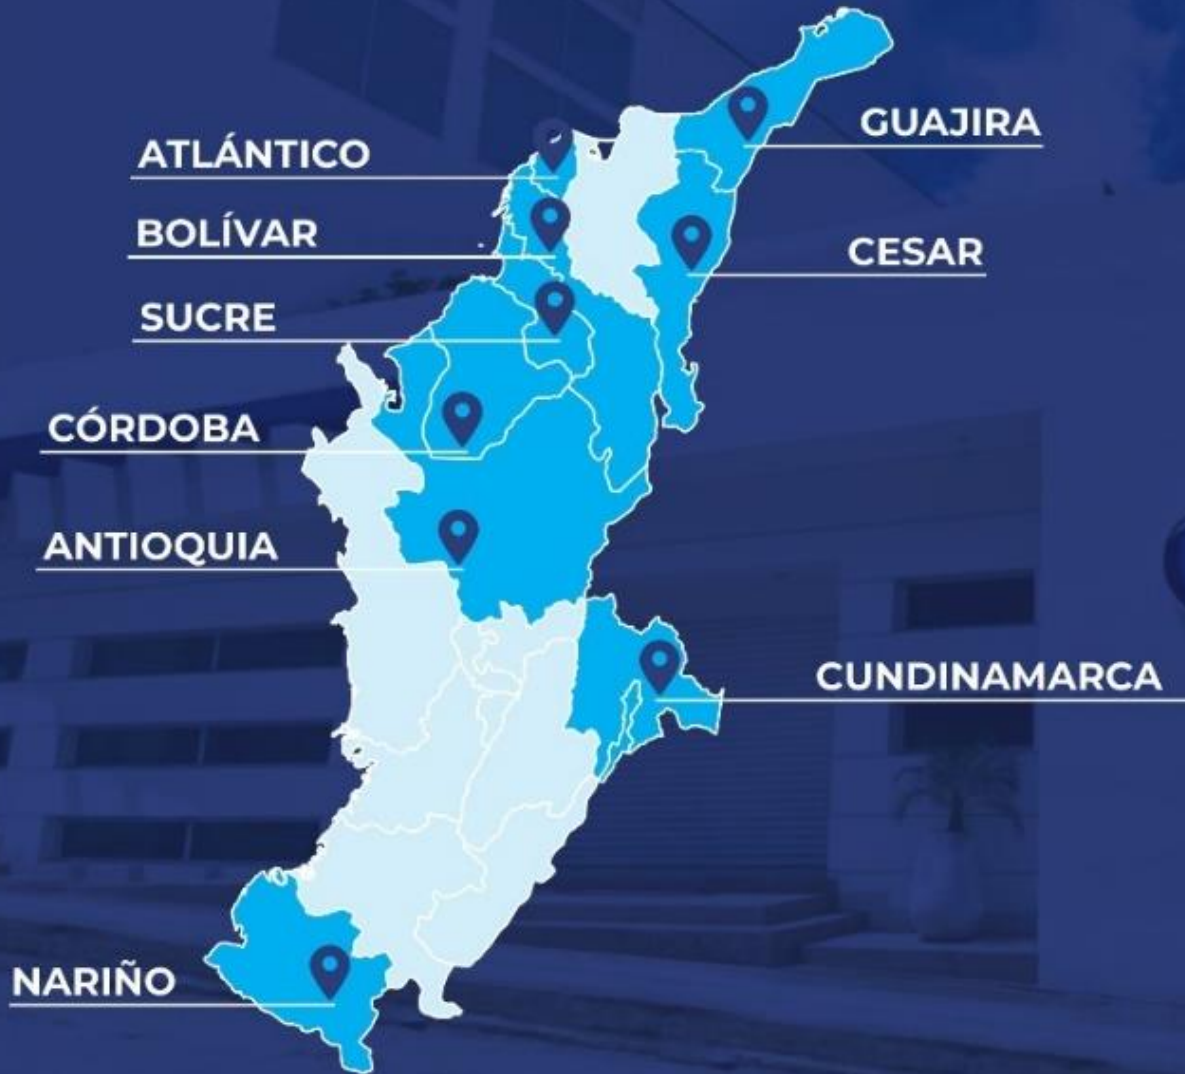 GUAJIRA
ATLÁNTICO
BOLÍVAR
CESAR
SUCRE
CÓRDOBA
ANTIOQUIA
CUNDINAMARCA
NARIÑO